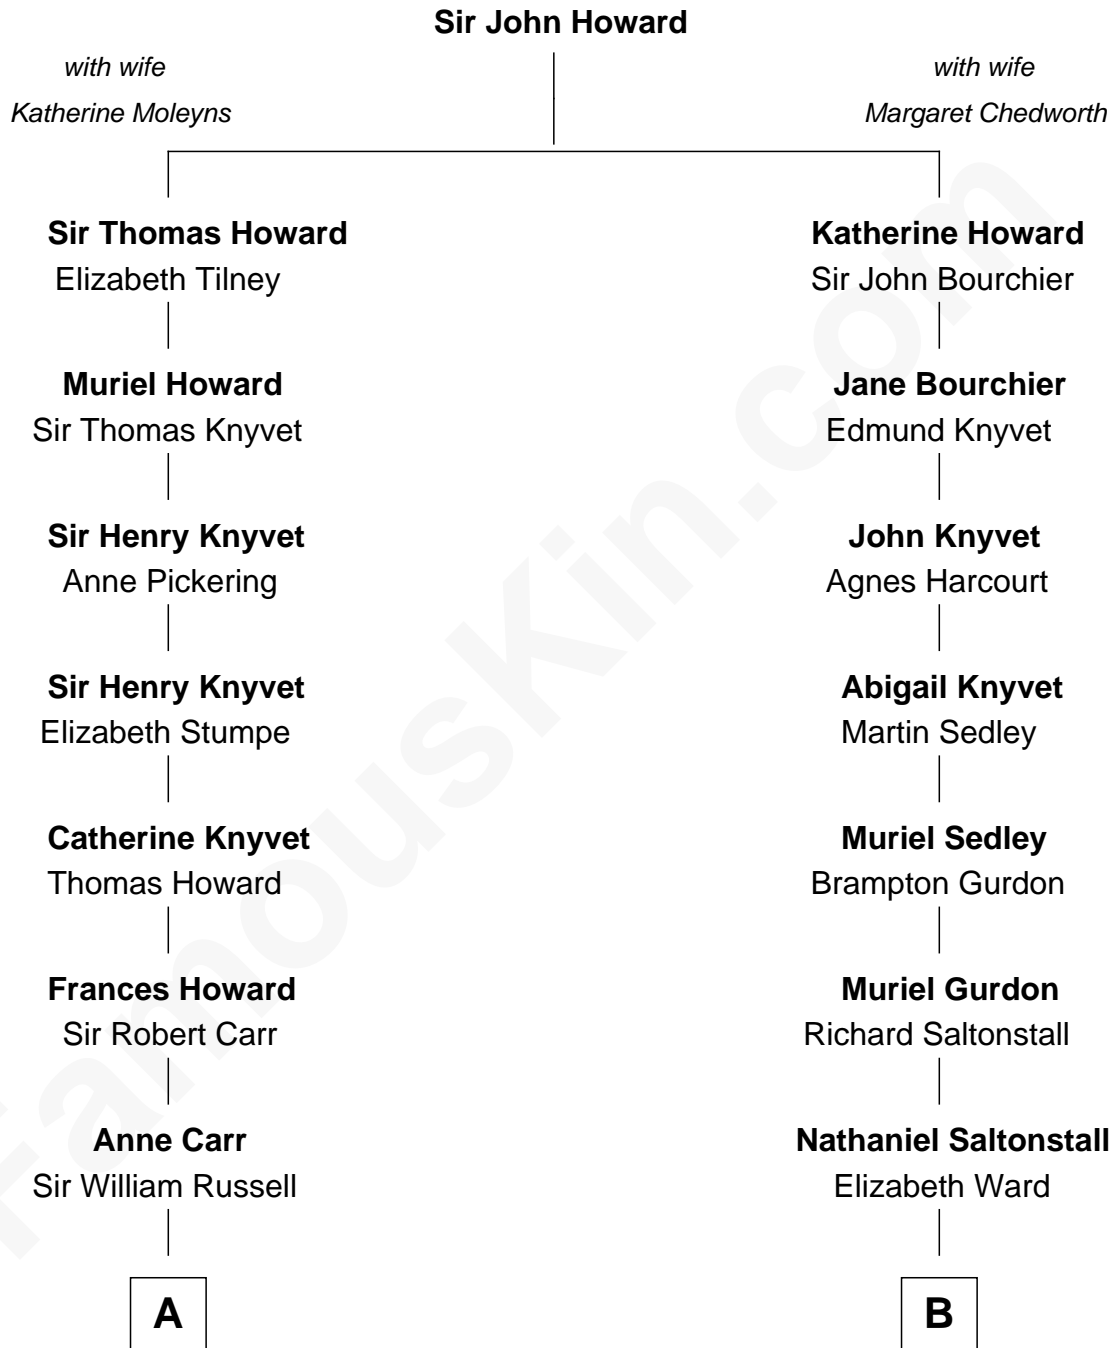 Sir John Howard
with wife
Katherine Moleyns
with wife
Margaret Chedworth
Sir Thomas Howard
Elizabeth Tilney
Muriel Howard
Sir Thomas Knyvet
Sir Henry Knyvet
Anne Pickering
Sir Henry Knyvet
Elizabeth Stumpe
Catherine Knyvet
Thomas Howard
Frances Howard
Sir Robert Carr
Anne Carr
Sir William Russell
A
Katherine Howard
Sir John Bourchier
Jane Bourchier
Edmund Knyvet
John Knyvet
Agnes Harcourt
Abigail Knyvet
Martin Sedley
Muriel Sedley
Brampton Gurdon
Muriel Gurdon
Richard Saltonstall
Nathaniel Saltonstall
Elizabeth Ward
B
FamousKin.com